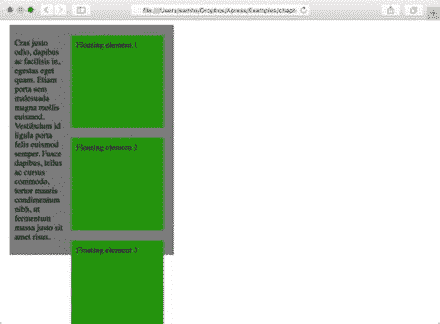 file:///Users/samho/Dropbox/Apress/Examples/chapt
Cras justo
odio, dapibus
ac facilisis in,
egestas eget
quam. Etiam
porta sem
malesuada
magna mollis
euismod.
Vestibulum id
ligula porta
felis euismod
semper. Fusce
dapibus, tellus
ac cursus
commodo,
tortor mauris
condimentum
nibh, ut
fermentum
massa justo sit
amet risus.
Floating element 1
Floating element 2
Floating element 3